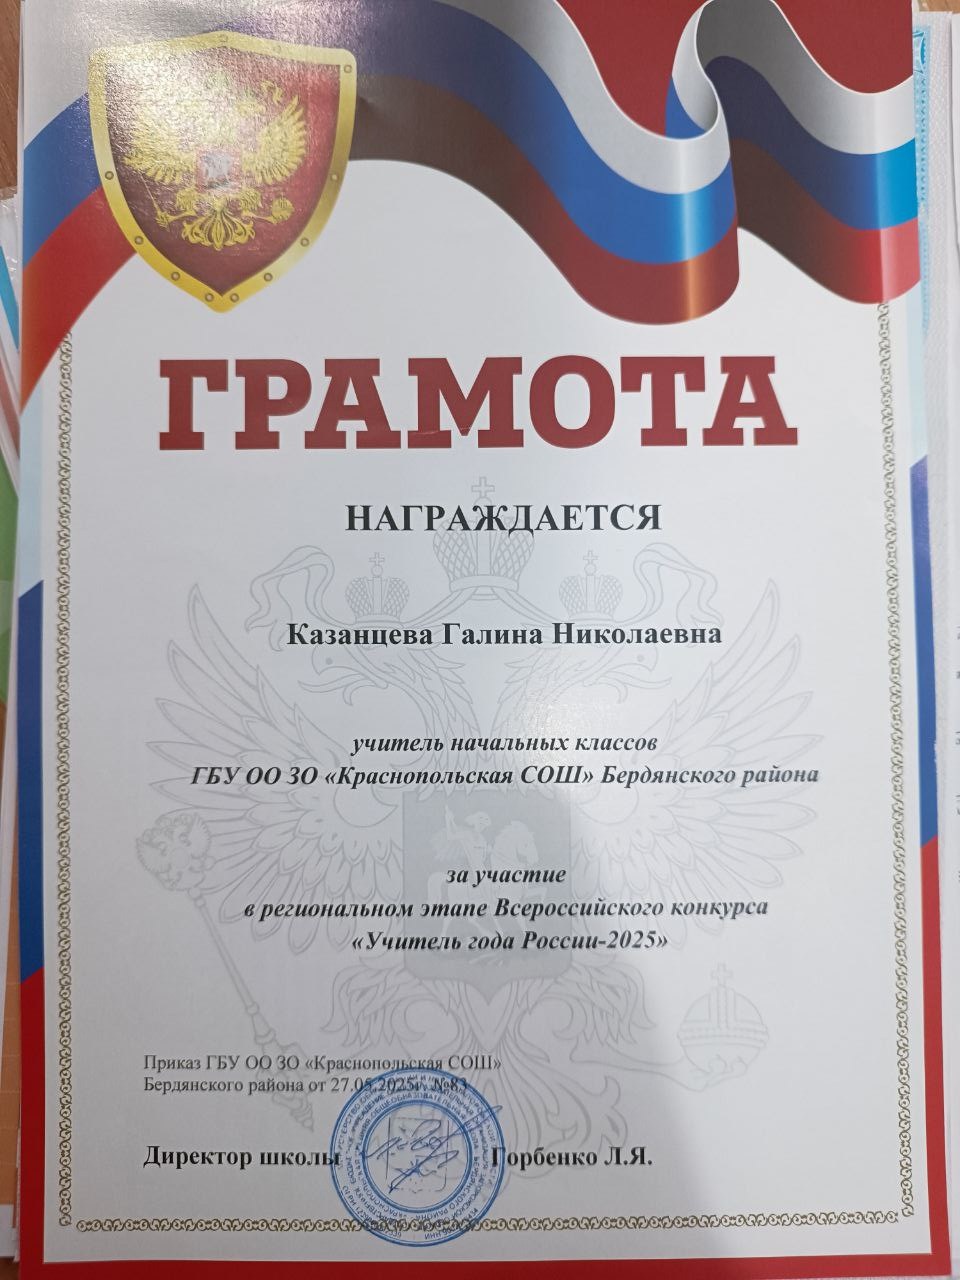 ГРАМОТА
НАГРАЖДАЕТСЯ
Казанцева Галина Николаевна
учитель начальных классов
ГБУ ОО ЗО «Краснопольская СОШ» Бердянского района
за участие
в региональном этапе Всероссийского конкурса
«Учитель года России-2025»
Приказ ГБУ ОО ЗО «Краснопольская СОШ»
Бердянского района от 27.05.2025г. №83
Директор школы Горбенко Л.Я.